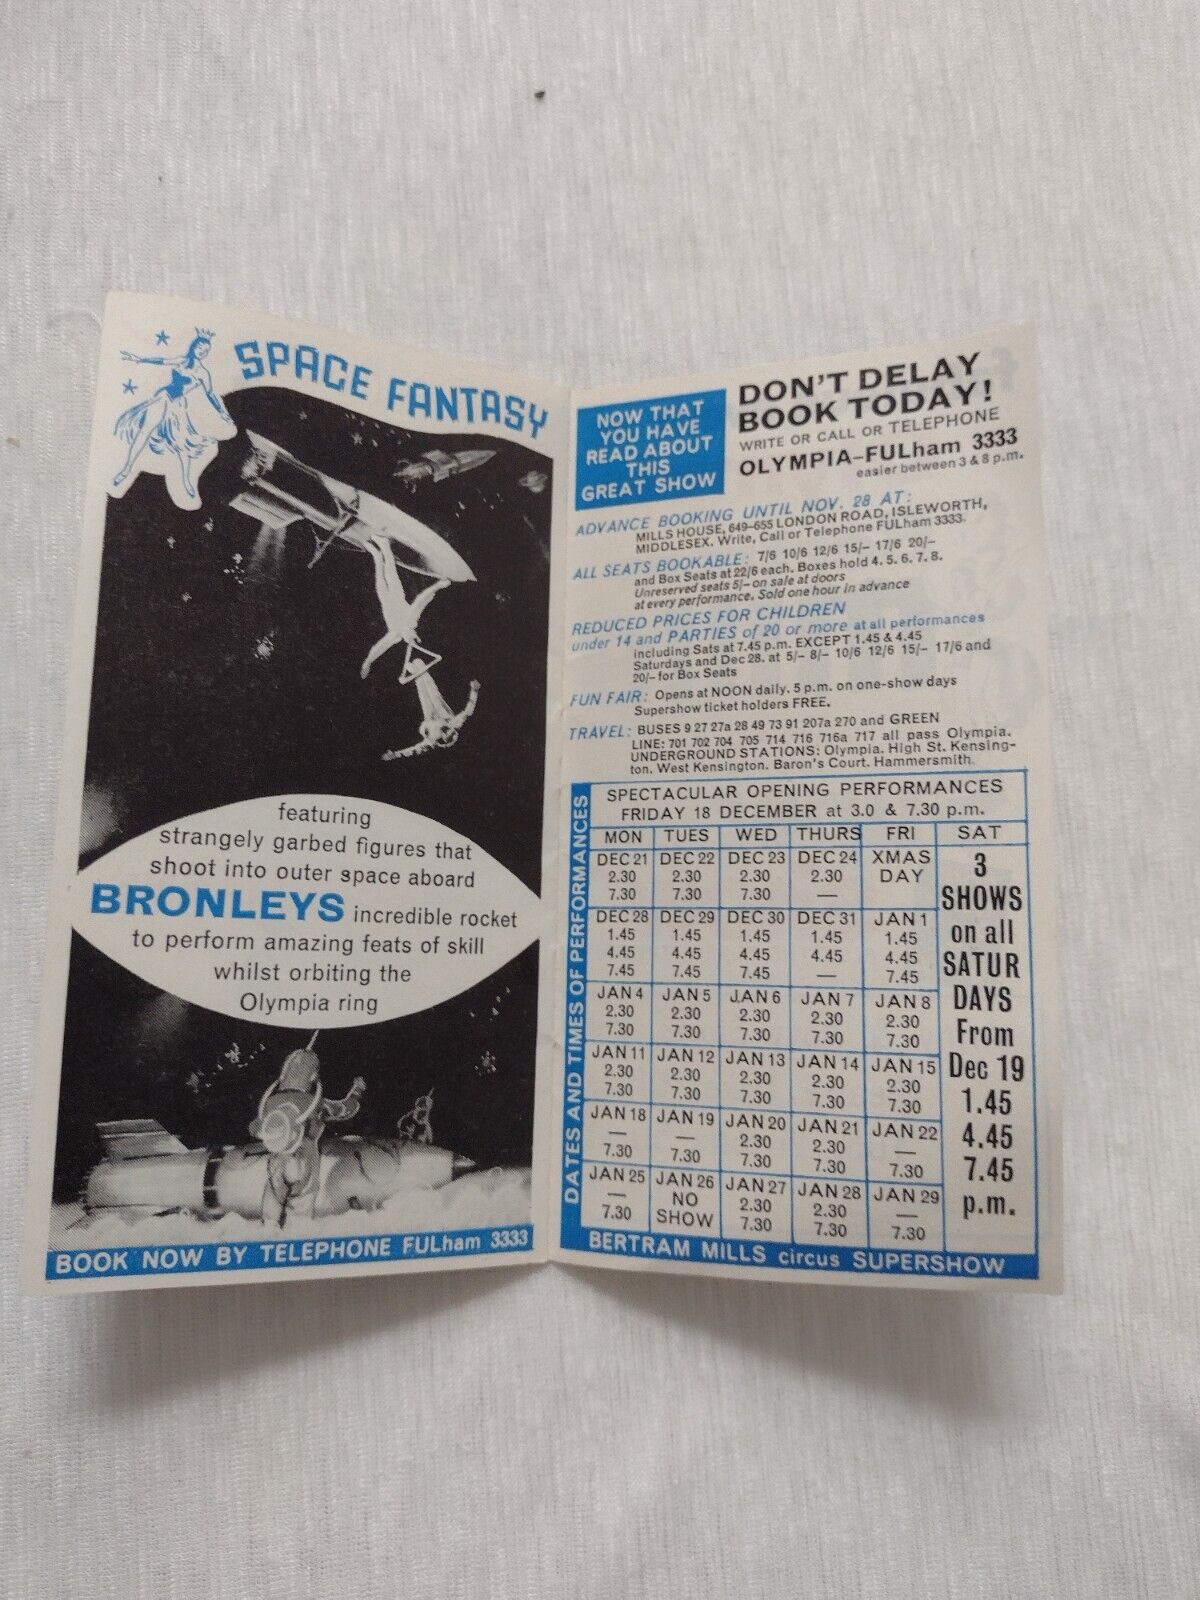 SPACE FANTASY
featuring
strangely garbed figures that
shoot into outer space aboard
BRONLEYS incredible rocket
to perform amazing feats of skill
whilst orbiting the
Olympia ring
BOOK NOW BY TELEPHONE FULham 3333
NOW THAT
YOU HAVE
READ ABOUT
THIS
GREAT SHOW
DON'T DELAY
BOOK TODAY!
WRITE OR CALL OR TELEPHONE
OLYMPIA-FULham 3333
easier between 3 & 8 p.m.
ADVANCE BOOKING UNTIL NOV. 28 AT:
MILLS HOUSE, 649-655 LONDON ROAD, ISLEWORTH,
MIDDLESEX. Write, Call or Telephone FULham 3333.
ALL SEATS BOOKABLE: 7/6 10/6 12/6 15/- 17/6 20/-
and Box Seats at 22/6 each. Boxes hold 4. 5. 6. 7. 8.
Unreserved seats 5/- on sale at doors
at every performance. Sold one hour in advance
REDUCED PRICES FOR CHILDREN
under 14 and PARTIES of 20 or more at all performances
including Sats at 7.45 p.m. EXCEPT 1.45 & 4.45
Saturdays and Dec 28. at 5/- 8/- 10/6 12/6 15/- 17/6 and
20/- for Box Seats
FUN FAIR: Opens at NOON daily. 5 p.m. on one-show days
Supershow ticket holders FREE.
TRAVEL: BUSES 9 27 27a 28 49 73 91 207a 270 and GREEN
LINE: 701 702 704 705 714 716 716a 717 all pass Olympia.
UNDERGROUND STATIONS: Olympia. High St. Kensing-
ton. West Kensington. Baron's Court. Hammersmith.
DATES AND TIMES OF PERFORMANCES
SPECTACULAR OPENING PERFORMANCES
FRIDAY 18 DECEMBER at 3.0 & 7.30 p.m.
MON TUES WED THURS FRI SAT
DEC 21 DEC 22 DEC 23 DEC 24 XMAS
2.30 2.30 2.30 2.30 DAY
7.30 7.30 7.30 —
DEC 28 DEC 29 DEC 30 DEC 31 JAN 1
1.45 1.45 1.45 1.45 1.45
4.45 4.45 4.45 4.45 4.45
7.45 7.45 7.45 — 7.45
JAN 4 JAN 5 JAN 6 JAN 7 JAN 8
2.30 2.30 2.30 2.30 2.30
7.30 7.30 7.30 7.30 7.30
JAN 11 JAN 12 JAN 13 JAN 14 JAN 15
2.30 2.30 2.30 2.30 2.30
7.30 7.30 7.30 7.30 7.30
JAN 18 JAN 19 JAN 20 JAN 21 JAN 22
— — 2.30 2.30 —
7.30 7.30 7.30 7.30 7.30
JAN 25 JAN 26 JAN 27 JAN 28 JAN 29
— NO 2.30 2.30 —
7.30 SHOW 7.30 7.30 7.30
3
SHOWS
on all
SATUR
DAYS
From
Dec 19
1.45
4.45
7.45
p.m.
BERTRAM MILLS circus SUPERSHOW